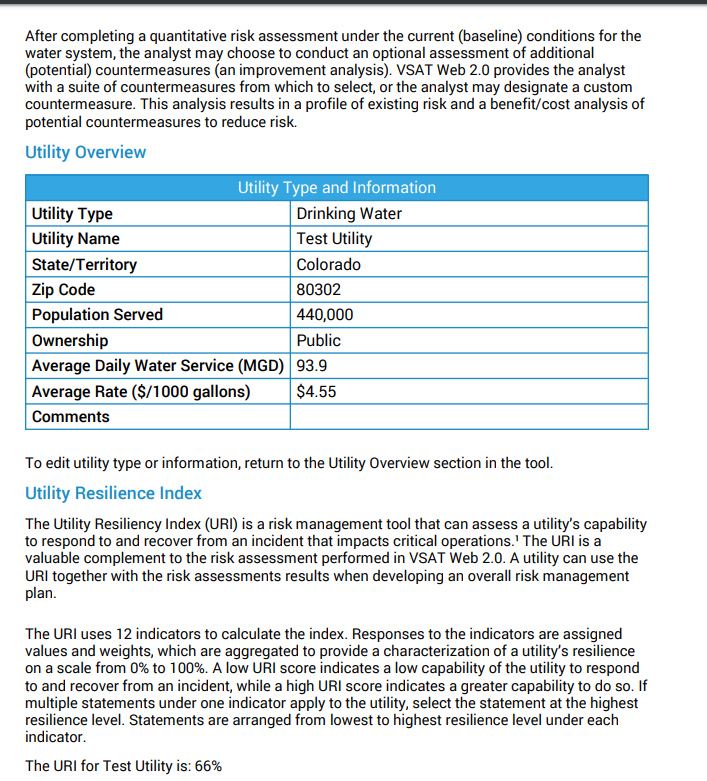 After completing a quantitative risk assessment under the current (baseline) conditions for the
water system, the analyst may choose to conduct an optional assessment of additional
(potential) countermeasures (an improvement analysis). VSAT Web 2.0 provides the analyst
with a suite of countermeasures from which to select, or the analyst may designate a custom
countermeasure. This analysis results in a profile of existing risk and a benefit/cost analysis of
potential countermeasures to reduce risk.
Utility Overview
Utility Type and Information
Utility Type Drinking Water
Utility Name Test Utility
State/Territory Colorado
Zip Code 80302
Population Served 440,000
Ownership Public
Average Daily Water Service (MGD) 93.9
Average Rate ($/1000 gallons) $4.55
Comments
To edit utility type or information, return to the Utility Overview section in the tool.
Utility Resilience Index
The Utility Resiliency Index (URI) is a risk management tool that can assess a utility's capability
to respond to and recover from an incident that impacts critical operations.¹ The URI is a
valuable complement to the risk assessment performed in VSAT Web 2.0. A utility can use the
URI together with the risk assessments results when developing an overall risk management
plan.
The URI uses 12 indicators to calculate the index. Responses to the indicators are assigned
values and weights, which are aggregated to provide a characterization of a utility's resilience
on a scale from 0% to 100%. A low URI score indicates a low capability of the utility to respond
to and recover from an incident, while a high URI score indicates a greater capability to do so. If
multiple statements under one indicator apply to the utility, select the statement at the highest
resilience level. Statements are arranged from lowest to highest resilience level under each
indicator.
The URI for Test Utility is: 66%